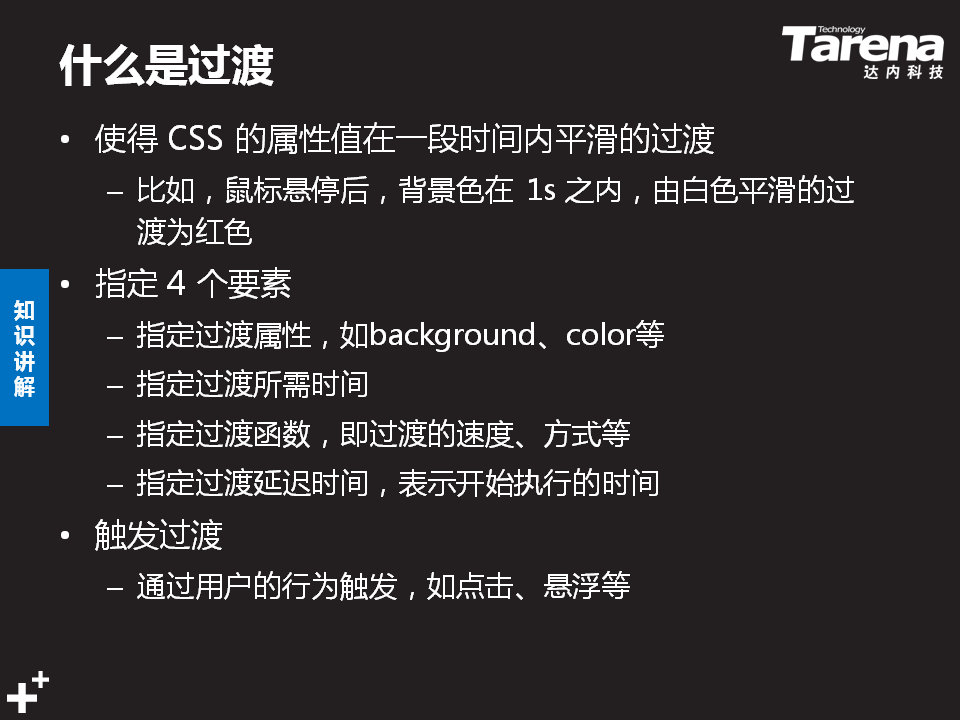 什么是过渡
Technology
Tarena
达内科技
• 使得 CSS 的属性值在一段时间内平滑的过渡
– 比如，鼠标悬停后，背景色在 1s 之内，由白色平滑的过
渡为红色
• 指定 4 个要素
– 指定过渡属性，如background、color等
– 指定过渡所需时间
– 指定过渡函数，即过渡的速度、方式等
– 指定过渡延迟时间，表示开始执行的时间
• 触发过渡
– 通过用户的行为触发，如点击、悬浮等
知
识
讲
解